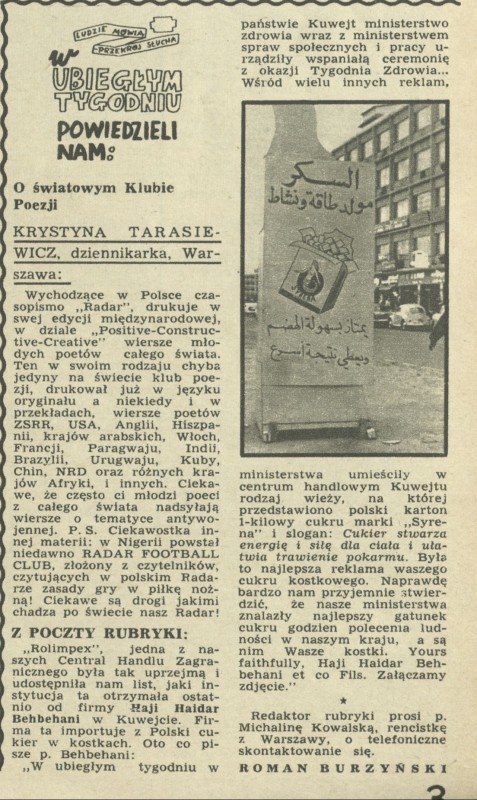 LUDZIE MÓWIĄ
-PRZEKRÓJ SŁUCHA
W
UBIEGŁYM
TYGODNIU
POWIEDZIELI
NAM:
O światowym Klubie
Poezji
KRYSTYNA TARASIE-
WICZ, dziennikarka, War-
szawa:
Wychodzące w Polsce cza-
sopismo „Radar", drukuje w
swej edycji międzynarodowej,
w dziale „Positive-Construc-
tive-Creative" wiersze mło-
dych poetów całego świata.
Ten w swoim rodzaju chyba
jedyny na świecie klub poe-
zji, drukował już w języku
oryginału a niekiedy i w
przekładach, wiersze poetów
ZSRR, USA, Anglii, Hiszpa-
nii, krajów arabskich, Włoch,
Francji, Paragwaju, Indii,
Brazylii, Urugwaju, Kuby,
Chin, NRD oraz różnych kra-
jów Afryki, i innych. Cieka-
we, że często ci młodzi poeci
z całego świata nadsyłają
wiersze o tematyce antywo-
jennej. P. S. Ciekawostka in-
nej materii: w Nigerii powstał
niedawno RADAR FOOTBALL
CLUB, złożony z czytelników,
czytujących w polskim Rada-
rze zasady gry w piłkę noż-
ną! Ciekawe są drogi jakimi
chadza po świecie nasz Radar!
Z POCZTY RUBRYKI:
„Rolimpex", jedna z na-
szych Central Handlu Zagra-
nicznego była tak uprzejmą i
udostępniła nam list, jaki in-
stytucja ta otrzymała ostat-
nio od firmy Haji Haidar
Behbehani w Kuwejcie. Fir-
ma ta importuje z Polski cu-
kier w kostkach. Oto co pi-
sze p. Behbehani:
„W ubiegłym tygodniu w
państwie Kuwejt ministerstwo
zdrowia wraz z ministerstwem
spraw społecznych i pracy u-
rządziły wspaniałą ceremonię
z okazji Tygodnia Zdrowia...
Wśród wielu innych reklam,
السكر
مولد طاقة ونشاط
يمتاز بسهولة الهضم
ويعطي نتيجة أسرع
ministerstwa umieściły w
centrum handlowym Kuwejtu
rodzaj wieży, na której
przedstawiono polski karton
1-kilowy cukru marki „Syre-
na" i slogan: Cukier stwarza
energię i siłę dla ciała i uła-
twia trawienie pokarmu. Była
to najlepsza reklama waszego
cukru kostkowego. Naprawdę
bardzo nam przyjemnie stwier-
dzić, że nasze ministerstwa
znalazły najlepszy gatunek
cukru godzien polecenia lud-
ności w naszym kraju, a są
nim Wasze kostki. Yours
faithfully, Haji Haidar Beh-
behani et co Fils. Załączamy
zdjęcie."
★
Redaktor rubryki prosi p.
Michalinę Kowalską, rencistkę
z Warszawy, o telefoniczne
skontaktowanie się.
ROMAN BURZYŃSKI
3